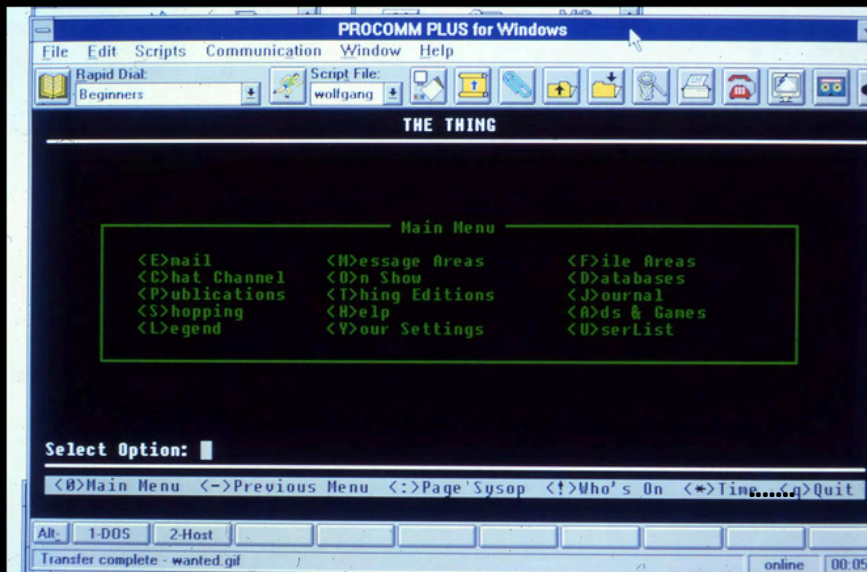 PROCOMM PLUS for Windows
File Edit Scripts Communication Window Help
Rapid Dial: Script File:
Beginners wolfgang
THE THING
Main Menu
<E>mail <M>essage Areas <F>ile Areas
<C>hat Channel <O>n Show <D>atabases
<P>ublications <T>hing Editions <J>ournal
<S>hopping <H>elp <A>ds & Games
<L>egend <Y>our Settings <U>serList
Select Option:
<0>Main Menu <->Previous Menu <:>Page Sysop <!>Who's On <*>Time <q>Quit
Alt- 1-DOS 2-Host
Transfer complete - wanted.gif online 00:05